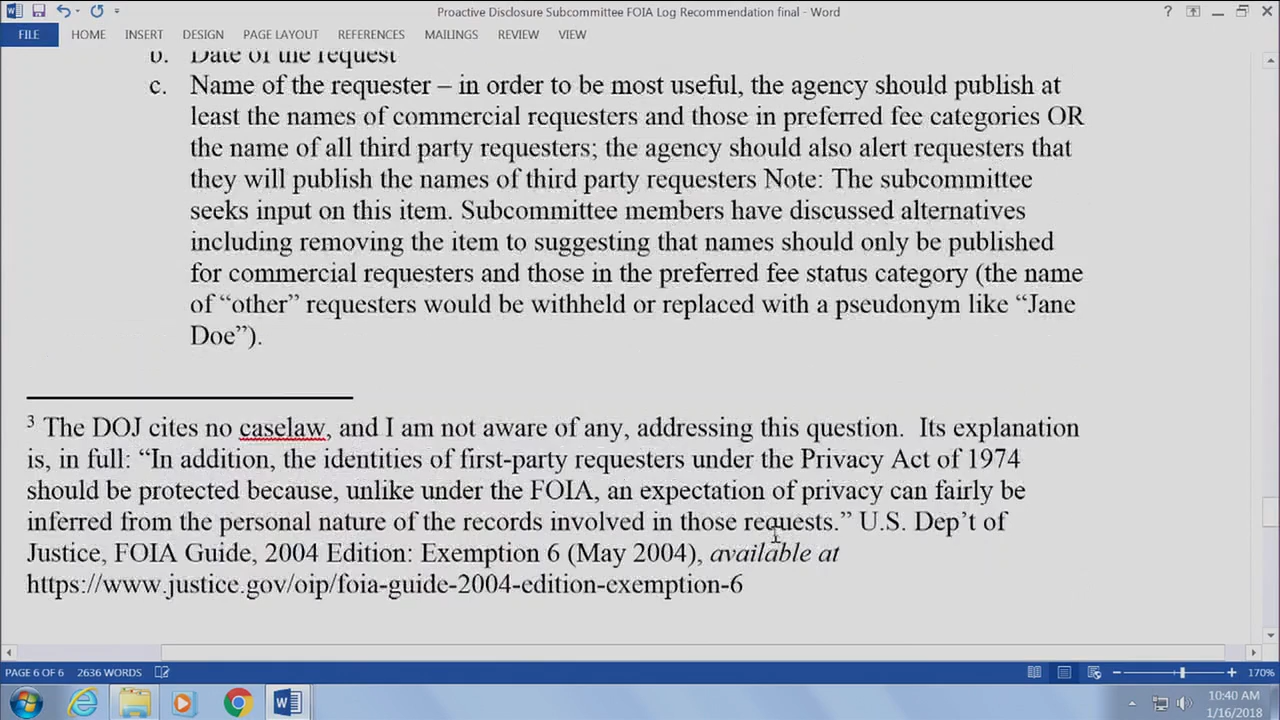 Proactive Disclosure Subcommittee FOIA Log Recommendation final - Word
FILE HOME INSERT DESIGN PAGE LAYOUT REFERENCES MAILINGS REVIEW VIEW
b. Date of the request
c. Name of the requester – in order to be most useful, the agency should publish at
least the names of commercial requesters and those in preferred fee categories OR
the name of all third party requesters; the agency should also alert requesters that
they will publish the names of third party requesters Note: The subcommittee
seeks input on this item. Subcommittee members have discussed alternatives
including removing the item to suggesting that names should only be published
for commercial requesters and those in the preferred fee status category (the name
of “other” requesters would be withheld or replaced with a pseudonym like “Jane
Doe”).
3 The DOJ cites no caselaw, and I am not aware of any, addressing this question. Its explanation
is, in full: “In addition, the identities of first-party requesters under the Privacy Act of 1974
should be protected because, unlike under the FOIA, an expectation of privacy can fairly be
inferred from the personal nature of the records involved in those requests.” U.S. Dep’t of
Justice, FOIA Guide, 2004 Edition: Exemption 6 (May 2004), available at
https://www.justice.gov/oip/foia-guide-2004-edition-exemption-6
PAGE 6 OF 6 2636 WORDS 170%
10:40 AM
1/16/2018